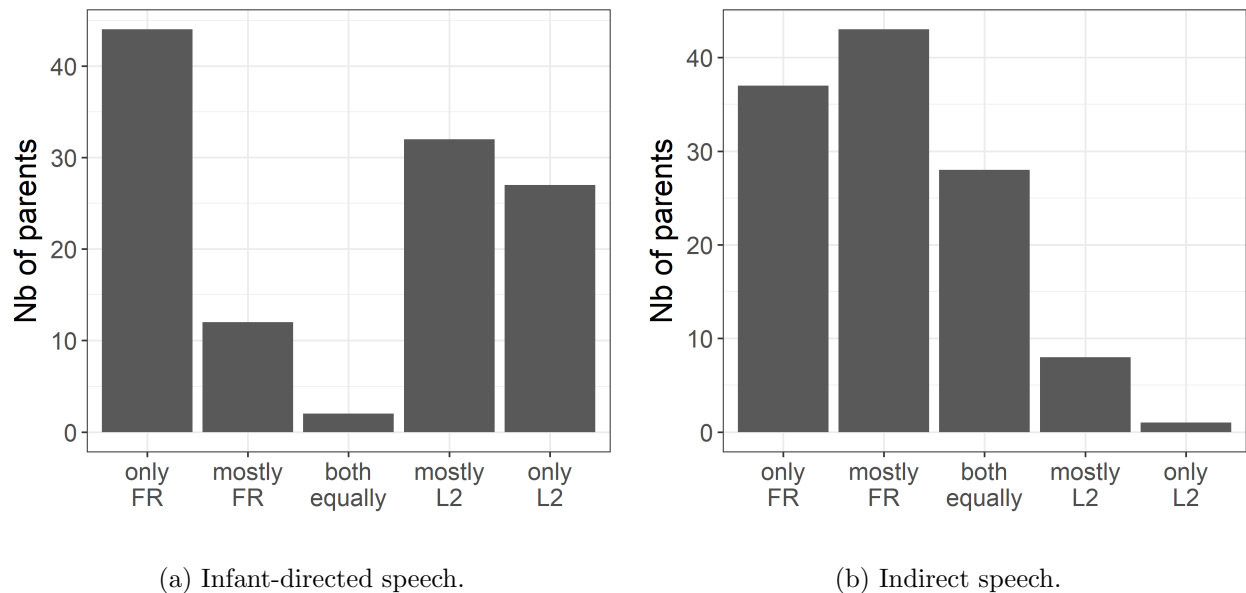 Nb of parents
40
30
20
10
0
only FR
mostly FR
both equally
mostly L2
only L2
(a) Infant-directed speech.
Nb of parents
40
30
20
10
0
only FR
mostly FR
both equally
mostly L2
only L2
(b) Indirect speech.